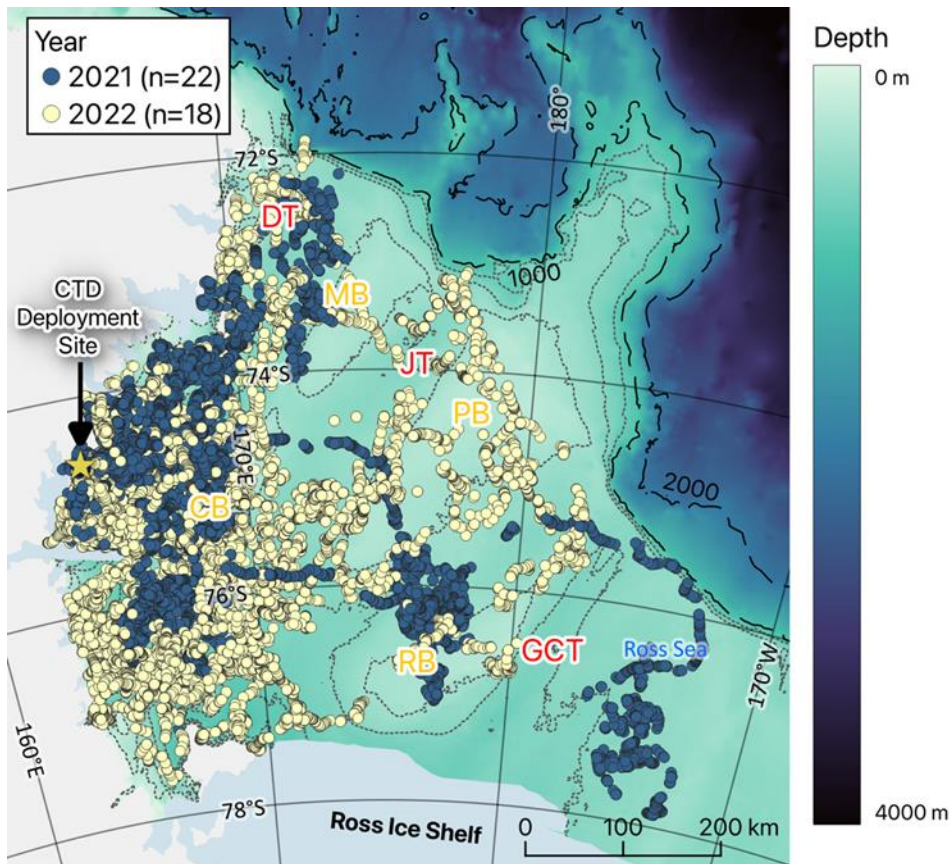 Year
2021 (n=22)
2022 (n=18)
Depth
0 m
4000 m
180°
72°S
DT
1000
MB
CTD
Deployment
Site
JT
74°S
PB
170°E
2000
CB
76°S
GCT
Ross Sea
RB
170°W
160°E
78°S
Ross Ice Shelf
0 100 200 km